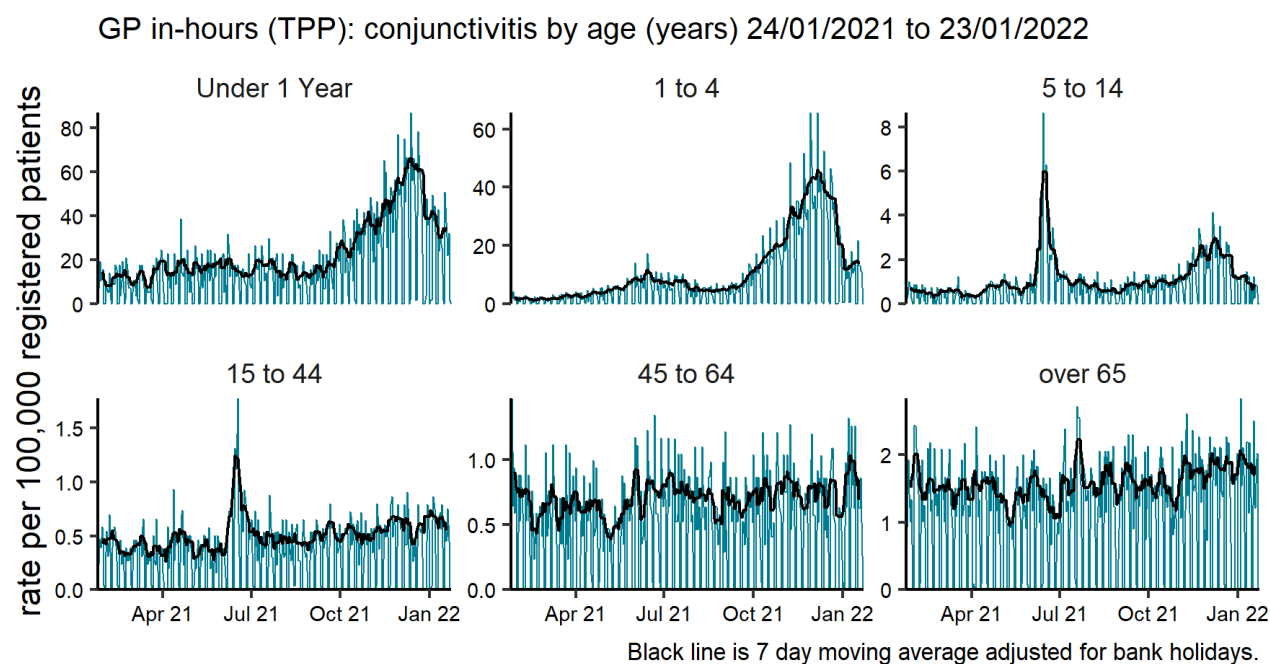 GP in-hours (TPP): conjunctivitis by age (years) 24/01/2021 to 23/01/2022
rate per 100,000 registered patients
Under 1 Year
1 to 4
5 to 14
80
60
40
20
0
60
40
20
0
8
6
4
2
0
15 to 44
45 to 64
over 65
1.5
1.0
0.5
0.0
1.0
0.5
0.0
2
1
0
Apr 21 Jul 21 Oct 21 Jan 22
Apr 21 Jul 21 Oct 21 Jan 22
Apr 21 Jul 21 Oct 21 Jan 22
Black line is 7 day moving average adjusted for bank holidays.